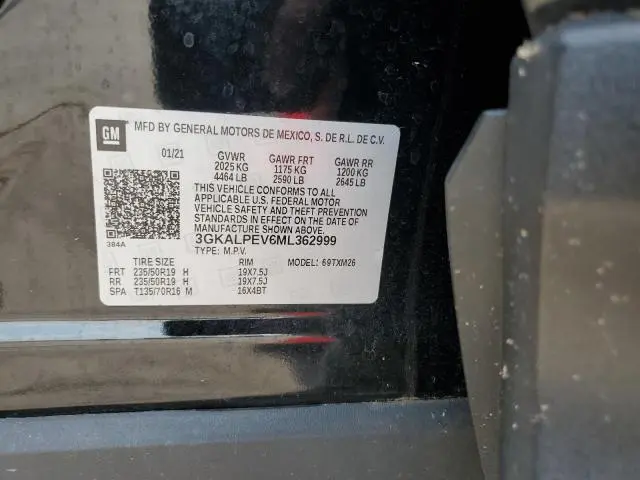 GM
MFD BY GENERAL MOTORS DE MEXICO, S. DE R.L. DE C.V.
01/21 GVWR GAWR FRT GAWR RR
2025 KG 1175 KG 1200 KG
4464 LB 2590 LB 2645 LB
THIS VEHICLE CONFORMS TO ALL
APPLICABLE U.S. FEDERAL MOTOR
VEHICLE SAFETY AND THEFT PREVENTION
STANDARDS IN EFFECT ON THE DATE OF
MANUFACTURE SHOWN ABOVE.
384A 3GKALPEV6ML362999
TYPE: M.P.V.
TIRE SIZE RIM MODEL: 69TXM26
FRT 235/50R19 H 19X7.5J
RR 235/50R19 H 19X7.5J
SPA T135/70R16 M 16X4BT